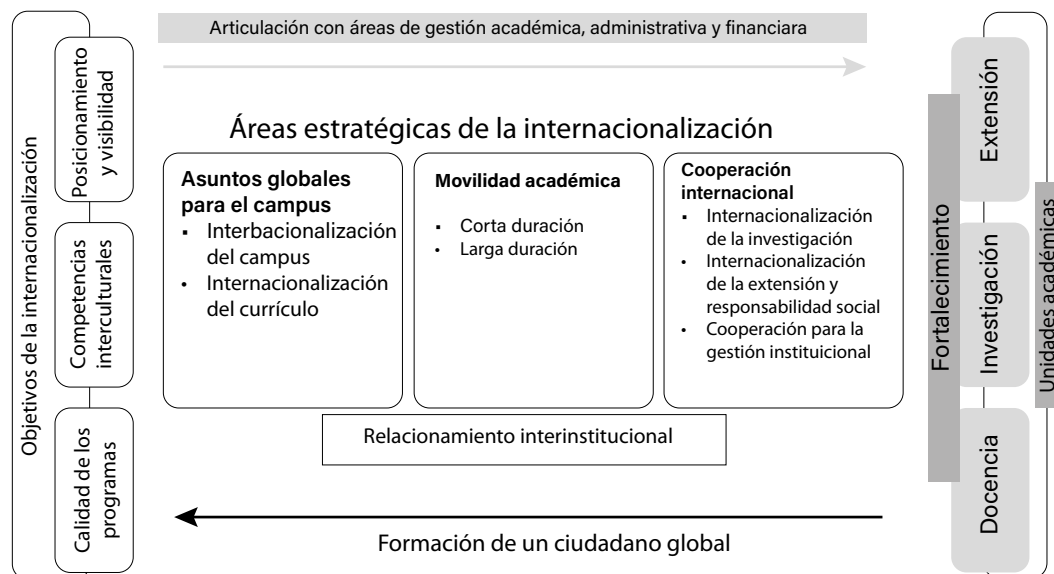 Articulación con áreas de gestión académica, administrativa y financiara
Objetivos de la internacionalización
Posicionamiento
y visibilidad
Competencias
interculturales
Calidad de los
programas
Áreas estratégicas de la internacionalización
Asuntos globales
para el campus
• Interbacionalización
del campus
• Internacionalización
del currículo
Movilidad académica
▪ Corta duración
▪ Larga duración
Cooperación
internacional
▪ Internacionalización
de la investigación
• Internacionalización
de la extensión y
responsabilidad social
• Cooperación para la
gestión instituicional
Relacionamiento interinstitucional
Formación de un ciudadano global
Fortalecimiento
Extensión
Investigación
Docencia
Unidades académicas